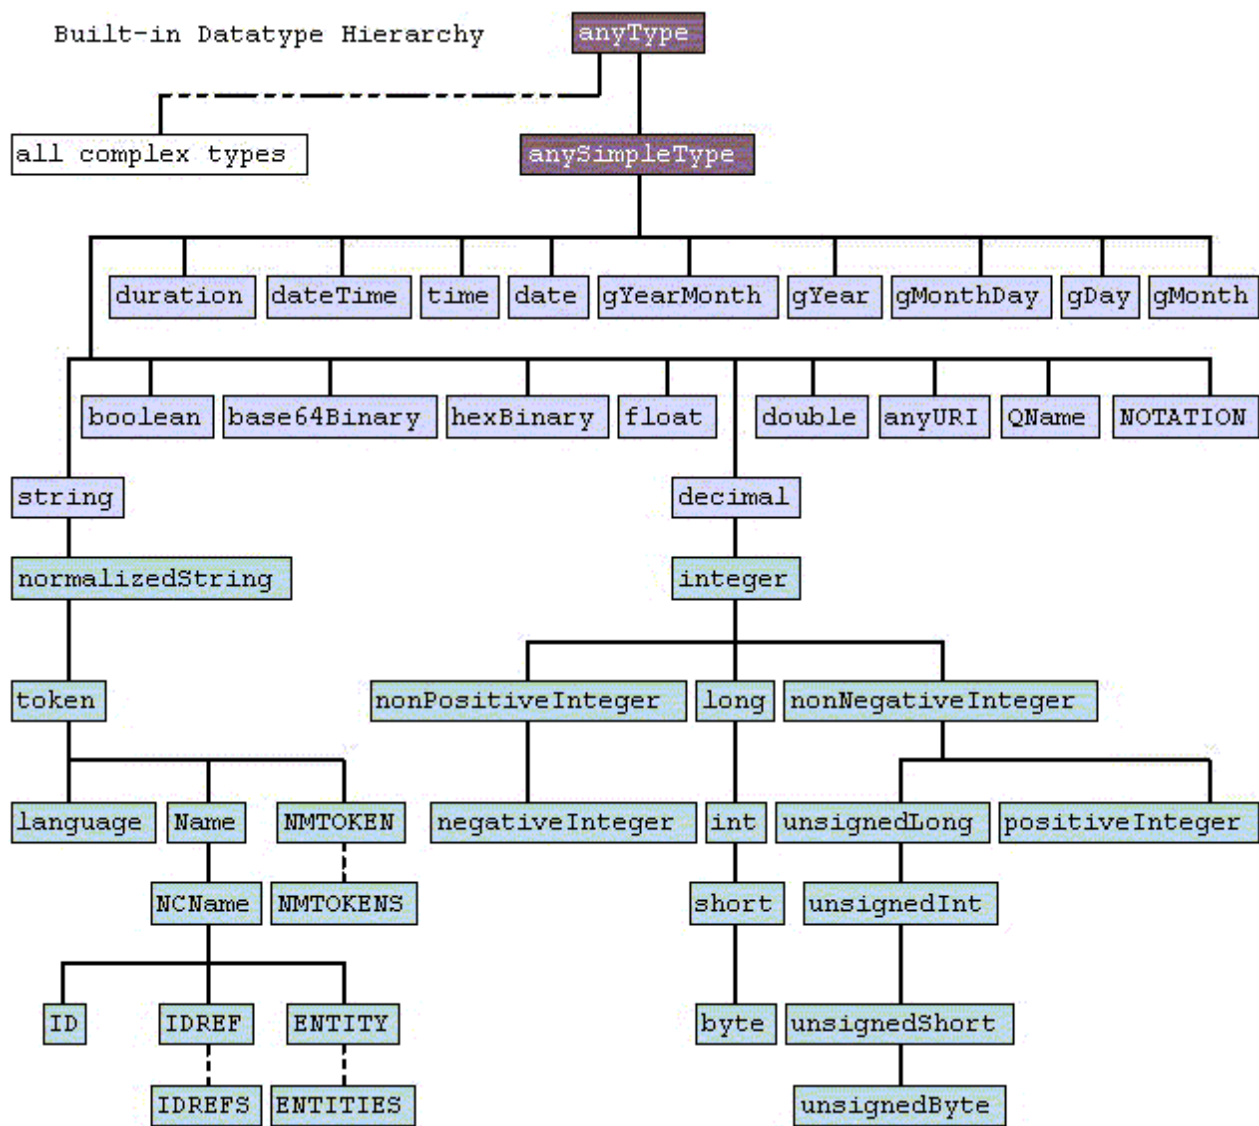 Built-in Datatype Hierarchy anyType
all complex types anySimpleType
duration dateTime time date gYearMonth gYear gMonthDay gDay gMonth
boolean base64Binary hexBinary float double anyURI QName NOTATION
string decimal
normalizedString integer
token nonPositiveInteger long nonNegativeInteger
language Name NMTOKEN negativeInteger int unsignedLong positiveInteger
NCName NMTOKENS short unsignedInt
ID IDREF ENTITY byte unsignedShort
IDREFS ENTITIES unsignedByte